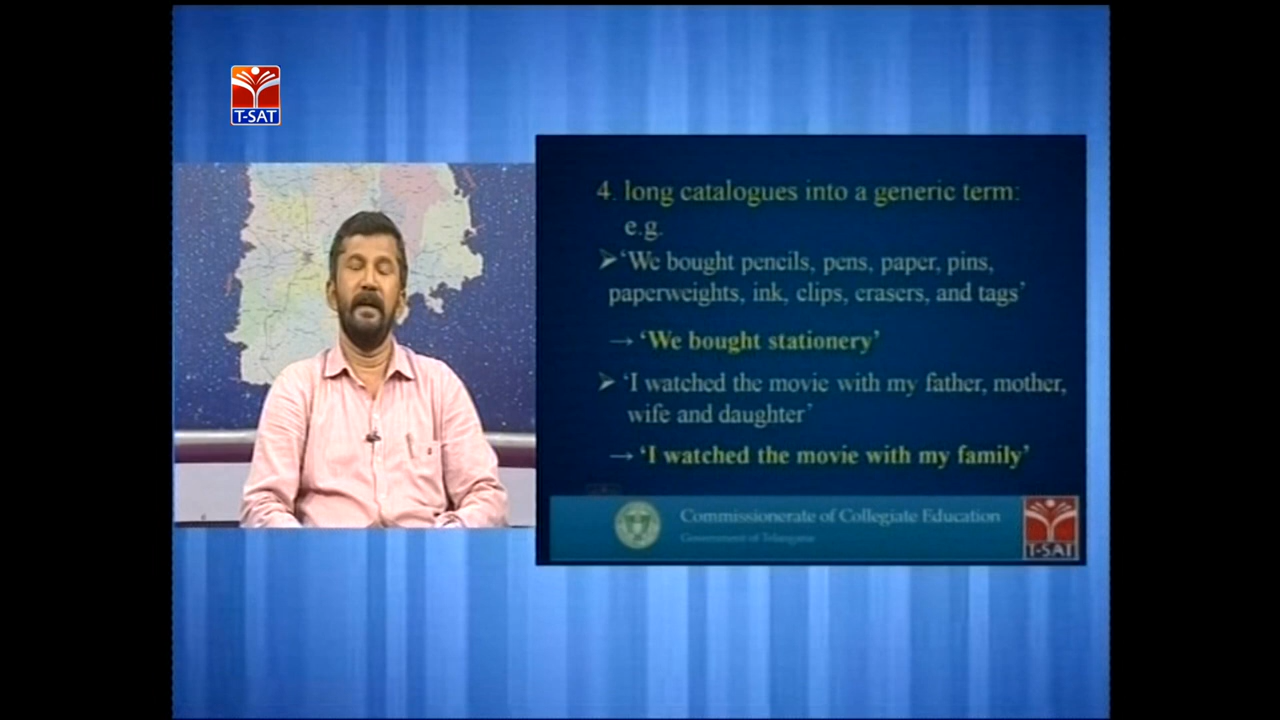 T-SAT
4. long catalogues into a generic term:
e.g.
➢ ‘We bought pencils, pens, paper, pins,
paperweights, ink, clips, erasers, and tags’
→ ‘We bought stationery’
➢ ‘I watched the movie with my father, mother,
wife and daughter’
→ ‘I watched the movie with my family’
Commissionerate of Collegiate Education
Government of Telangana
T-SAT